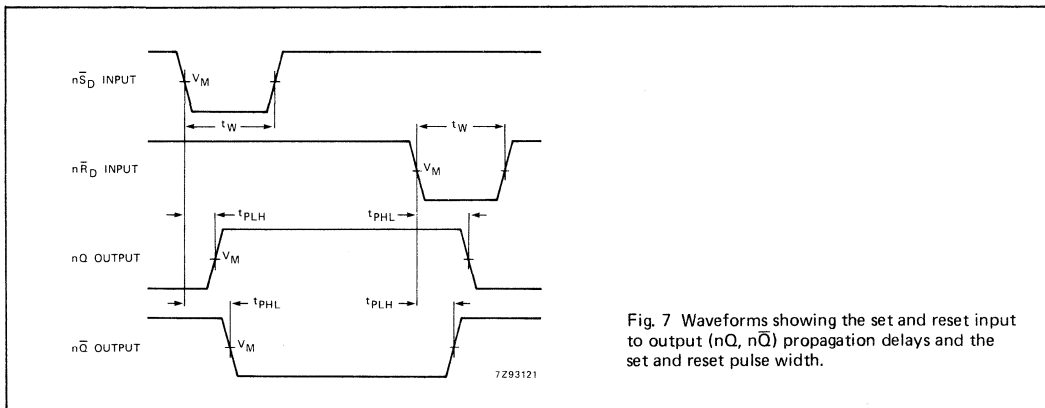 nS̅D INPUT
VM
tW
tW
nR̅D INPUT
VM
tPLH
tPHL
nQ OUTPUT
VM
tPHL
tPLH
nQ̅ OUTPUT
VM
7Z93121
Fig. 7 Waveforms showing the set and reset input
to output (nQ, nQ̅) propagation delays and the
set and reset pulse width.